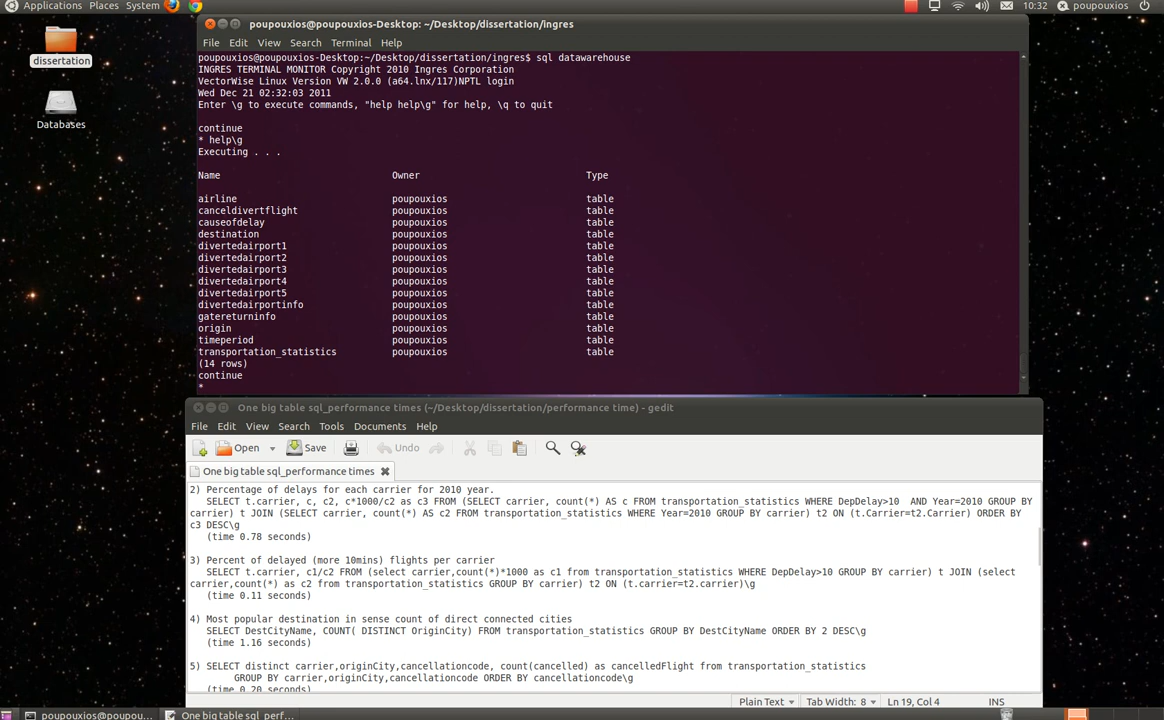 Applications Places System
10:32 poupouxios
dissertation
Databases
poupouxios@poupouxios-Desktop: ~/Desktop/dissertation/ingres
File Edit View Search Terminal Help
poupouxios@poupouxios-Desktop:~/Desktop/dissertation/ingres$ sql datawarehouse
INGRES TERMINAL MONITOR Copyright 2010 Ingres Corporation
VectorWise Linux Version VW 2.0.0 (a64.lnx/117)NPTL login
Wed Dec 21 02:32:03 2011
Enter \g to execute commands, "help help\g" for help, \q to quit
continue
* help\g
Executing . . .
Name Owner Type
airline poupouxios table
canceldivertflight poupouxios table
causeofdelay poupouxios table
destination poupouxios table
divertedairport1 poupouxios table
divertedairport2 poupouxios table
divertedairport3 poupouxios table
divertedairport4 poupouxios table
divertedairport5 poupouxios table
divertedairportinfo poupouxios table
gatereturninfo poupouxios table
origin poupouxios table
timeperiod poupouxios table
transportation_statistics poupouxios table
(14 rows)
continue
*
One big table sql_performance times (~/Desktop/dissertation/performance time) - gedit
File Edit View Search Tools Documents Help
Open Save Undo
One big table sql_performance times
2) Percentage of delays for each carrier for 2010 year.
SELECT t.carrier, c, c2, c*1000/c2 as c3 FROM (SELECT carrier, count(*) AS c FROM transportation_statistics WHERE DepDelay>10 AND Year=2010 GROUP BY
carrier) t JOIN (SELECT carrier, count(*) AS c2 FROM transportation_statistics WHERE Year=2010 GROUP BY carrier) t2 ON (t.Carrier=t2.Carrier) ORDER BY
c3 DESC\g
(time 0.78 seconds)
3) Percent of delayed (more 10mins) flights per carrier
SELECT t.carrier, c1/c2 FROM (select carrier,count(*)*1000 as c1 from transportation_statistics WHERE DepDelay>10 GROUP BY carrier) t JOIN (select
carrier,count(*) as c2 from transportation_statistics GROUP BY carrier) t2 ON (t.carrier=t2.carrier)\g
(time 0.11 seconds)
4) Most popular destination in sense count of direct connected cities
SELECT DestCityName, COUNT( DISTINCT OriginCity) FROM transportation_statistics GROUP BY DestCityName ORDER BY 2 DESC\g
(time 1.16 seconds)
5) SELECT distinct carrier,originCity,cancellationcode, count(cancelled) as cancelledFlight from transportation_statistics
GROUP BY carrier,originCity,cancellationcode ORDER BY cancellationcode\g
(time 0.20 seconds)
Plain Text Tab Width: 8 Ln 19, Col 4 INS
poupouxios@poupou... One big table sql_perf...